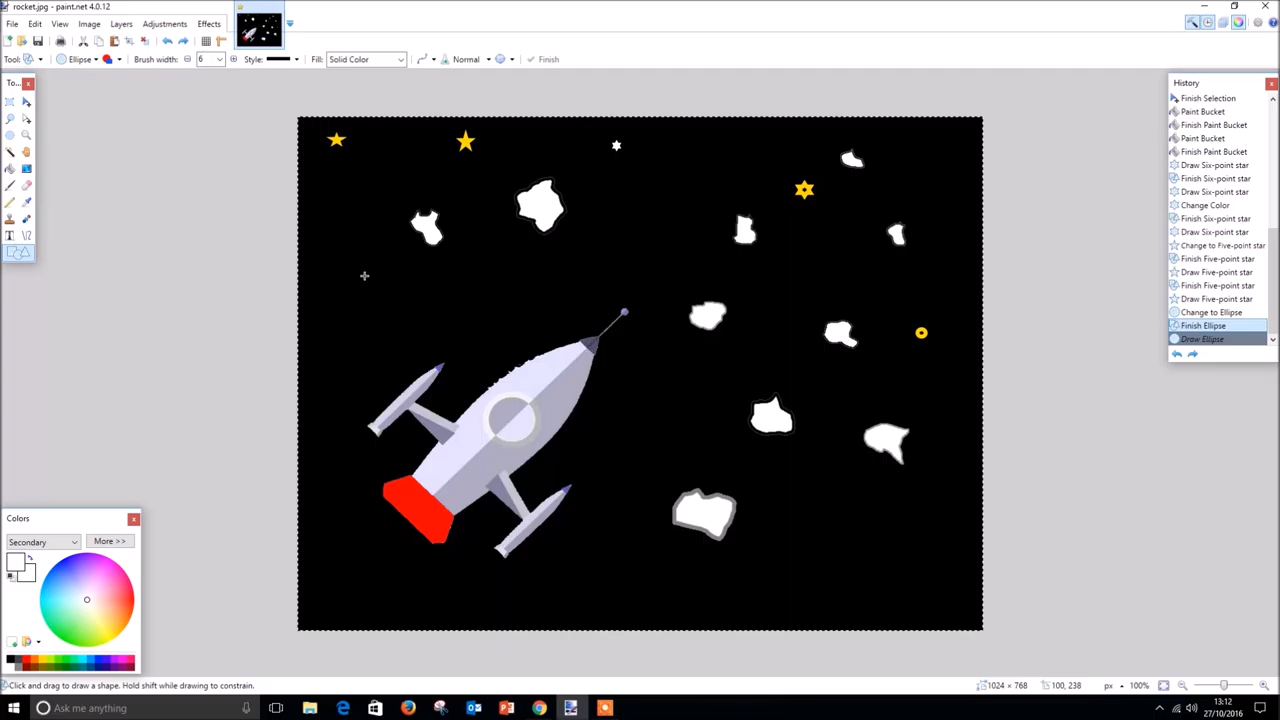 rocket.jpg - paint.net 4.0.12
File Edit View Image Layers Adjustments Effects
Tool: Ellipse Brush width: 6 Style: Fill: Solid Color Normal Finish
To...
History
Finish Selection
Paint Bucket
Finish Paint Bucket
Paint Bucket
Finish Paint Bucket
Draw Six-point star
Finish Six-point star
Draw Six-point star
Change Color
Finish Six-point star
Draw Six-point star
Change to Five-point star
Finish Five-point star
Draw Five-point star
Finish Five-point star
Draw Five-point star
Change to Ellipse
Finish Ellipse
Draw Ellipse
Colors
Secondary More >>
Click and drag to draw a shape. Hold shift while drawing to constrain. 1024 × 768 100, 238 px 100%
Ask me anything
13:12
27/10/2016